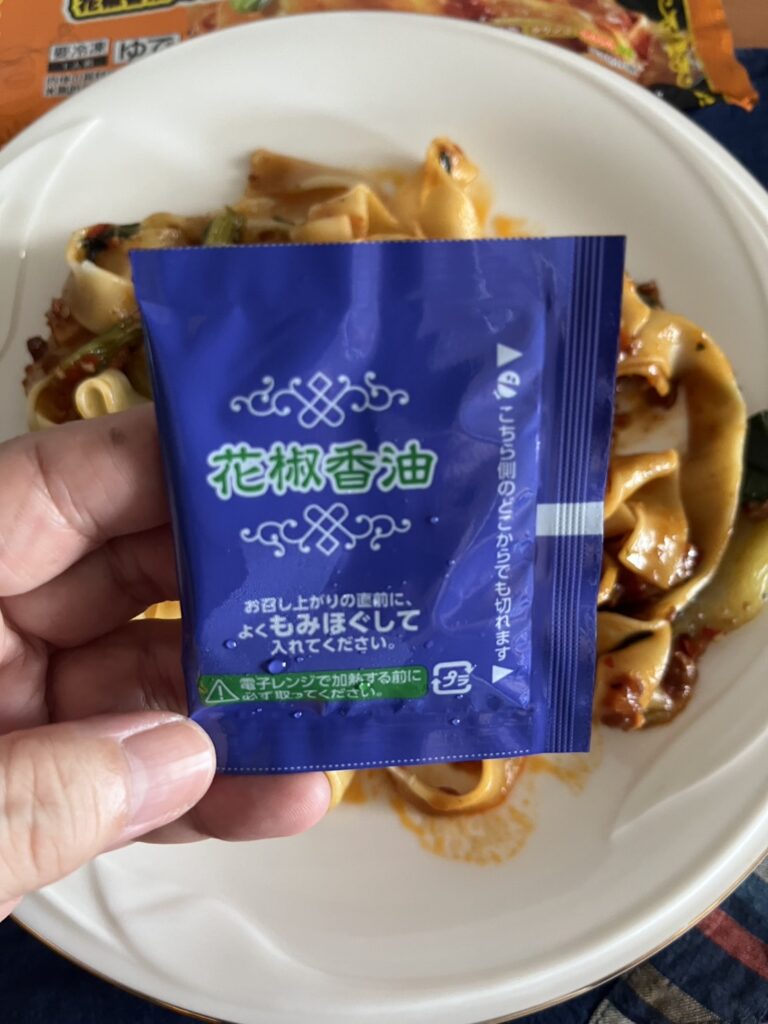 要冷凍
ゆで
花椒香油
お召し上がりの直前に、
よくもみほぐして
入れてください。
電子レンジで加熱する前に
必ず取ってください。
プラ
こちら側のどこからでも切れます